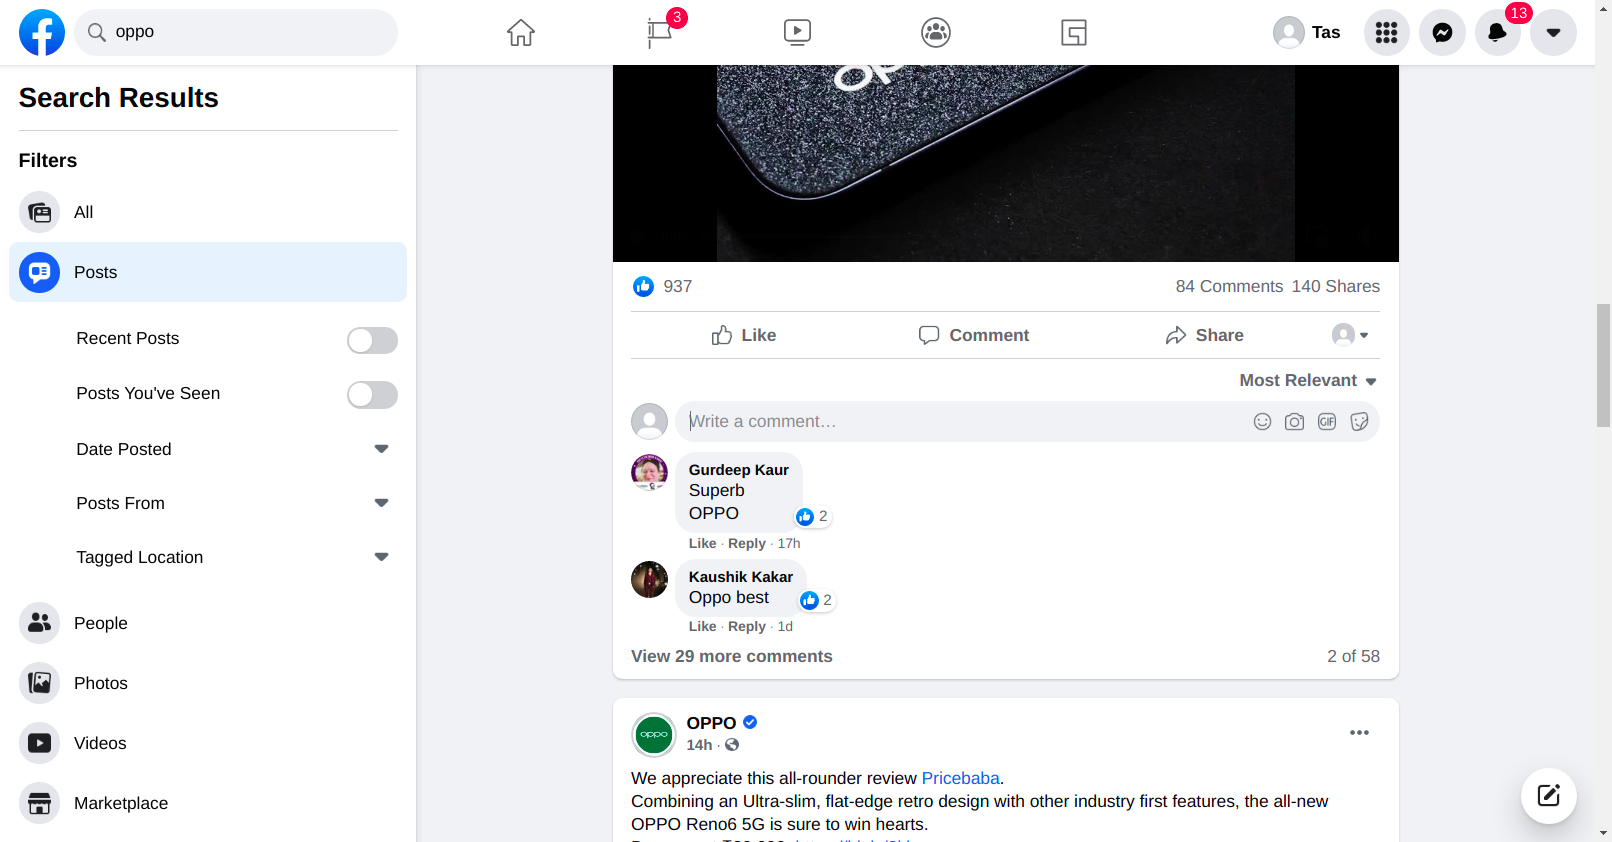 oppo
3
Tas
13
Search Results
Filters
All
Posts
Recent Posts
Posts You've Seen
Date Posted
Posts From
Tagged Location
People
Photos
Videos
Marketplace
937
84 Comments 140 Shares
Like Comment Share
Most Relevant
Write a comment…
GIF
Gurdeep Kaur
Superb
OPPO
2
Like · Reply · 17h
Kaushik Kakar
Oppo best
2
Like · Reply · 1d
View 29 more comments
2 of 58
oppo
OPPO
14h ·
We appreciate this all-rounder review Pricebaba.
Combining an Ultra-slim, flat-edge retro design with other industry first features, the all-new
OPPO Reno6 5G is sure to win hearts.